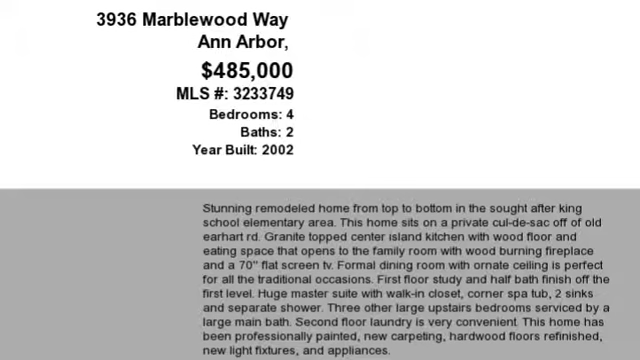 3936 Marblewood Way
Ann Arbor,
$485,000
MLS #: 3233749
Bedrooms: 4
Baths: 2
Year Built: 2002
Stunning remodeled home from top to bottom in the sought after king
school elementary area. This home sits on a private cul-de-sac off of old
earhart rd. Granite topped center island kitchen with wood floor and
eating space that opens to the family room with wood burning fireplace
and a 70" flat screen tv. Formal dining room with ornate ceiling is perfect
for all the traditional occasions. First floor study and half bath finish off the
first level. Huge master suite with walk-in closet, corner spa tub, 2 sinks
and separate shower. Three other large upstairs bedrooms serviced by a
large main bath. Second floor laundry is very convenient. This home has
been professionally painted, new carpeting, hardwood floors refinished,
new light fixtures, and appliances.